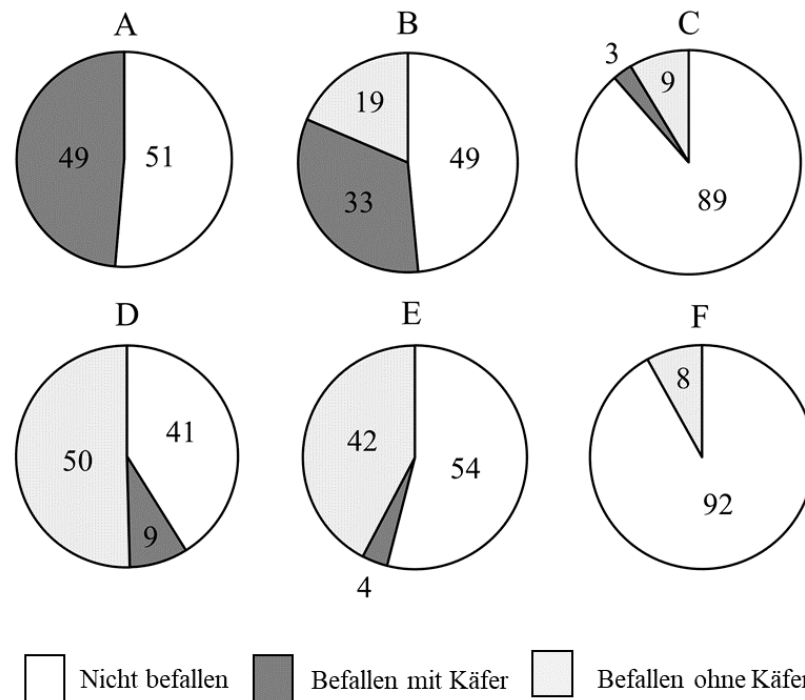 A B C
49 51
19 49 33
3 9 89
D E F
50 41 9
42 54 4
8 92
Nicht befallen Befallen mit Käfer Befallen ohne Käfer